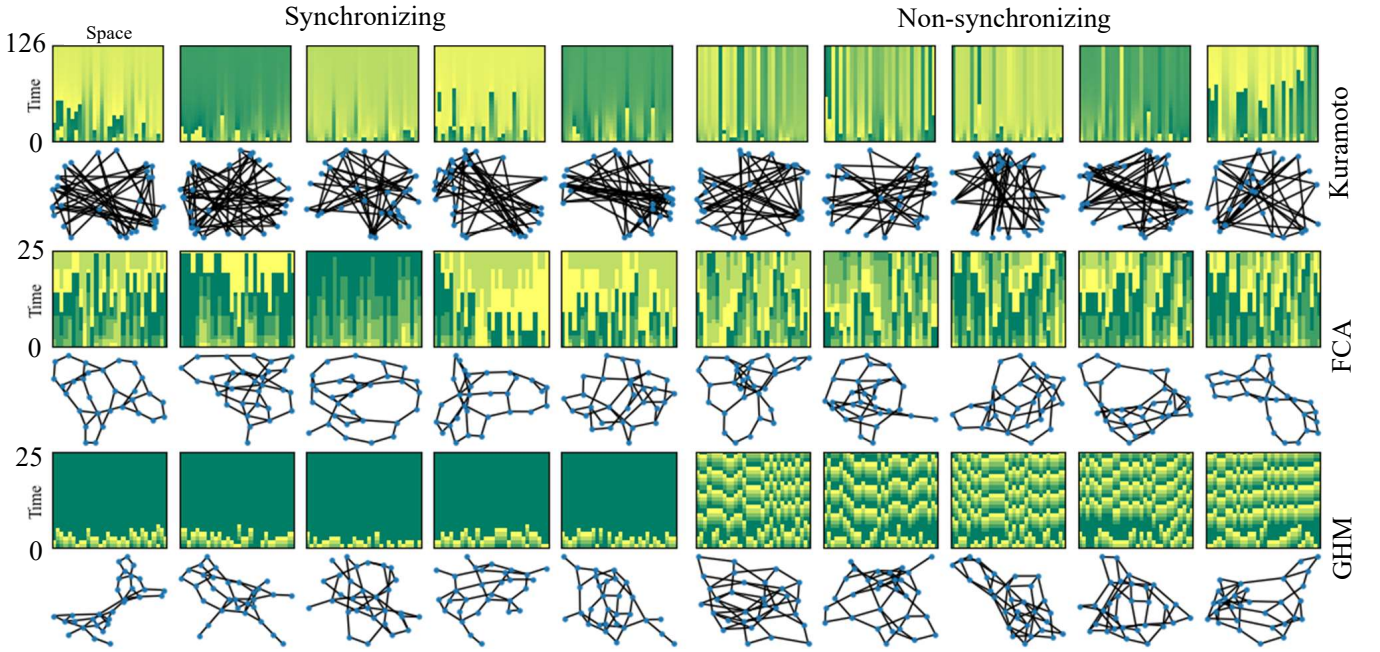 Synchronizing
Non-synchronizing
Space
126
Time
0
Kuramoto
25
Time
0
FCA
25
Time
0
GHM